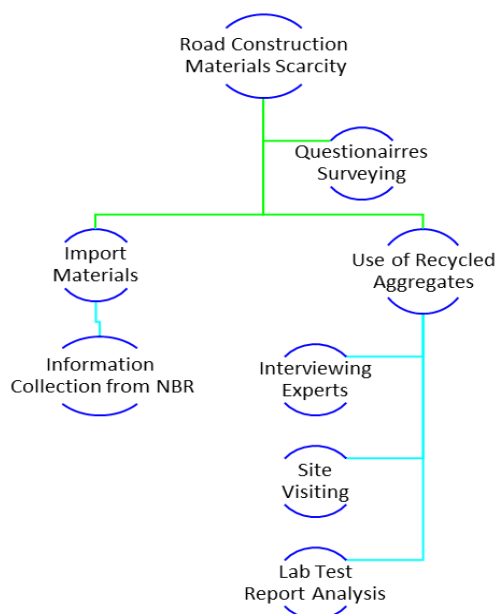 Road Construction
Materials Scarcity
Questionairres
Surveying
Import
Materials
Use of Recycled
Aggregates
Information
Collection from NBR
Interviewing
Experts
Site
Visiting
Lab Test
Report Analysis